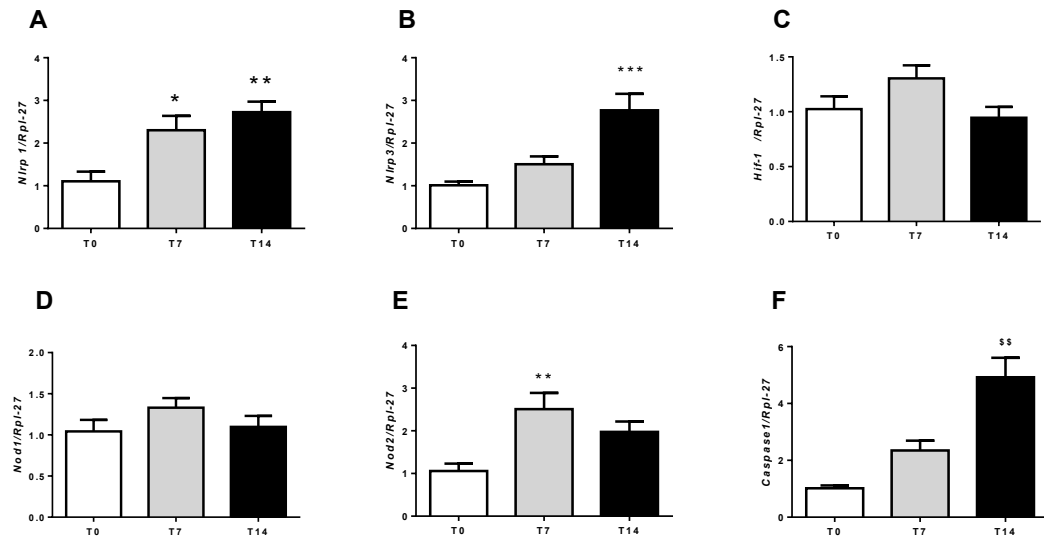 A
Nlrp1/Rpl-27
4
3
2
1
0
*
**
T0
T7
T14
B
Nlrp3/Rpl-27
4
3
2
1
0
***
T0
T7
T14
C
Hif-1 /Rpl-27
1.5
1.0
0.5
0.0
T0
T7
T14
D
Nod1/Rpl-27
2.0
1.5
1.0
0.5
0.0
T0
T7
T14
E
Nod2/Rpl-27
4
3
2
1
0
**
T0
T7
T14
F
Caspase1/Rpl-27
6
4
2
0
$$
T0
T7
T14